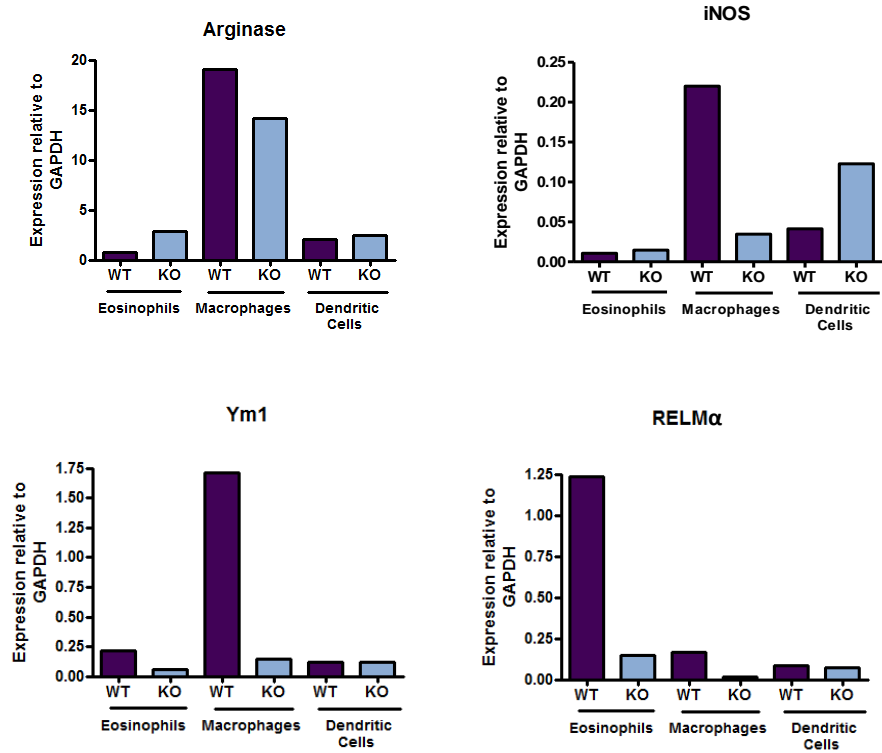 Arginase
Expression relative to
GAPDH
20
15
10
5
0
WT KO WT KO WT KO
Eosinophils Macrophages Dendritic
Cells
iNOS
Expression relative to
GAPDH
0.25
0.20
0.15
0.10
0.05
0.00
WT KO WT KO WT KO
Eosinophils Macrophages Dendritic
Cells
Ym1
Expression relative to
GAPDH
1.75
1.50
1.25
1.00
0.75
0.50
0.25
0.00
WT KO WT KO WT KO
Eosinophils Macrophages Dendritic
Cells
RELMα
Expression relative to
GAPDH
1.25
1.00
0.75
0.50
0.25
0.00
WT KO WT KO WT KO
Eosinophils Macrophages Dendritic
Cells